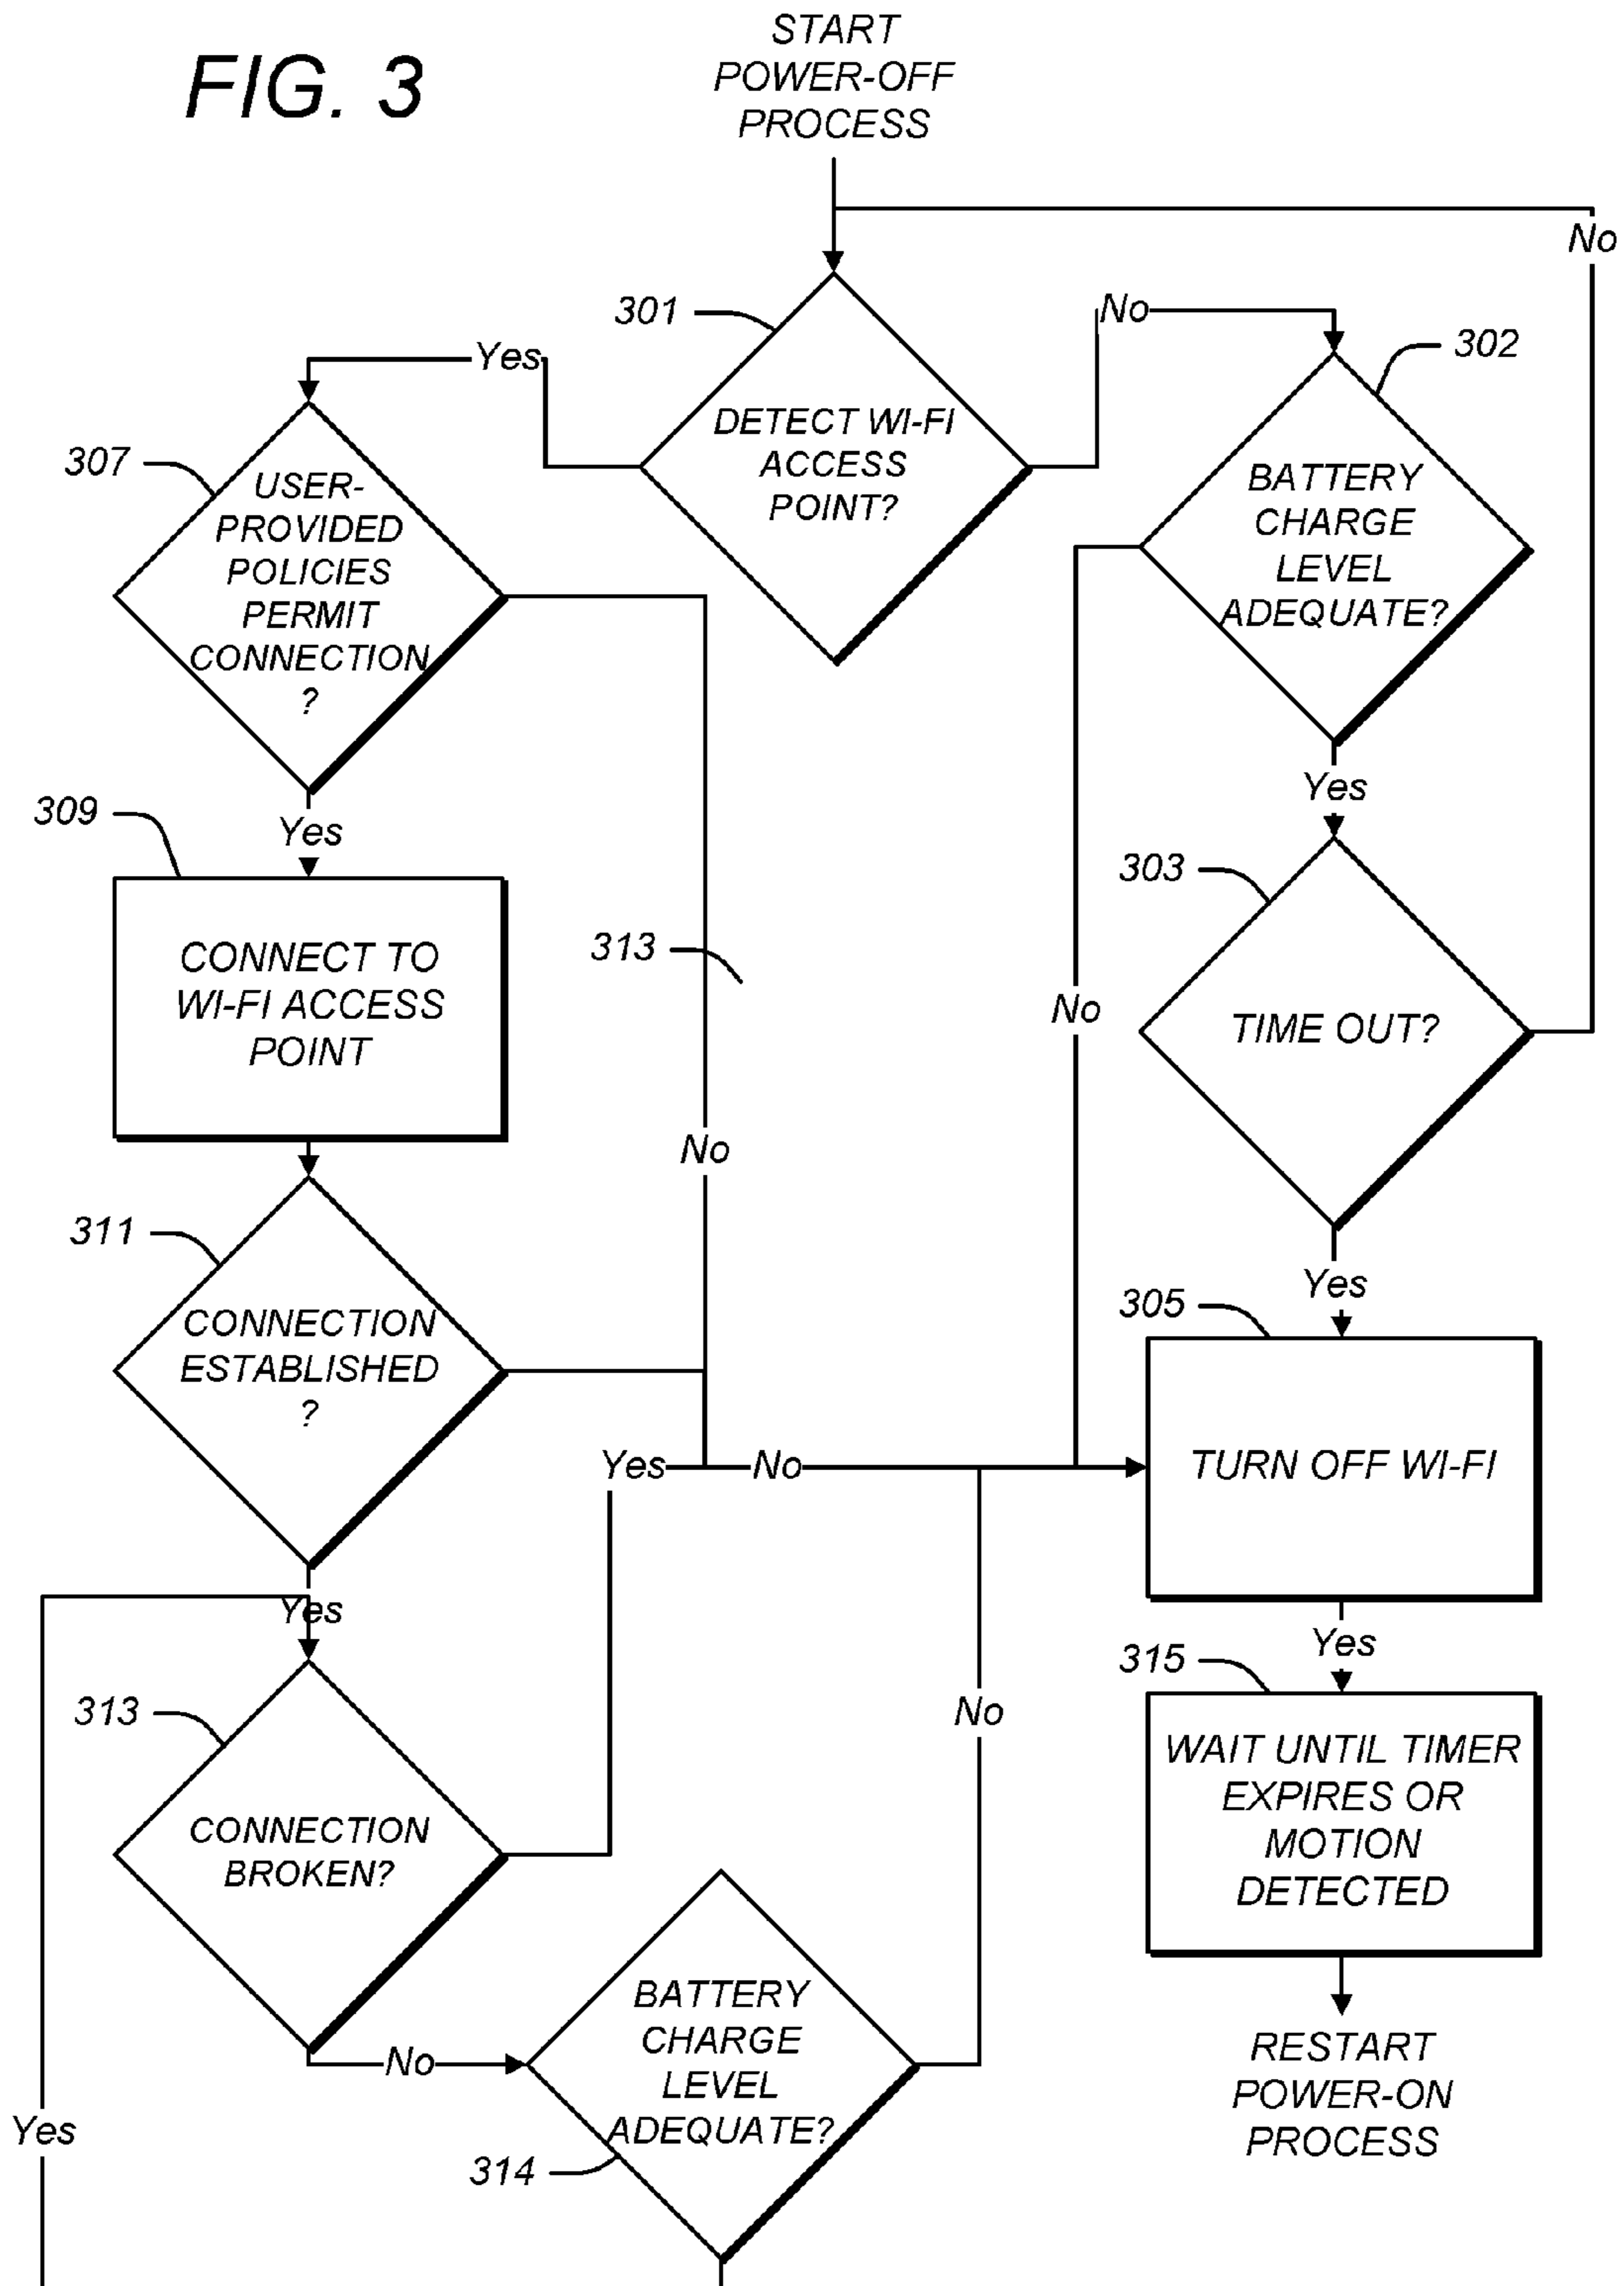 FIG. 3
START
POWER-OFF
PROCESS
No
301
No
302
Yes
DETECT WI-FI
ACCESS
POINT?
307
USER-
PROVIDED
POLICIES
PERMIT
CONNECTION
?
BATTERY
CHARGE
LEVEL
ADEQUATE?
Yes
309
Yes
303
CONNECT TO
WI-FI ACCESS
POINT
313
No
TIME OUT?
No
311
CONNECTION
ESTABLISHED
?
Yes
305
Yes
No
TURN OFF WI-FI
Yes
Yes
315
313
No
WAIT UNTIL TIMER
EXPIRES OR
MOTION
DETECTED
CONNECTION
BROKEN?
BATTERY
CHARGE
LEVEL
ADEQUATE?
No
RESTART
POWER-ON
PROCESS
Yes
314